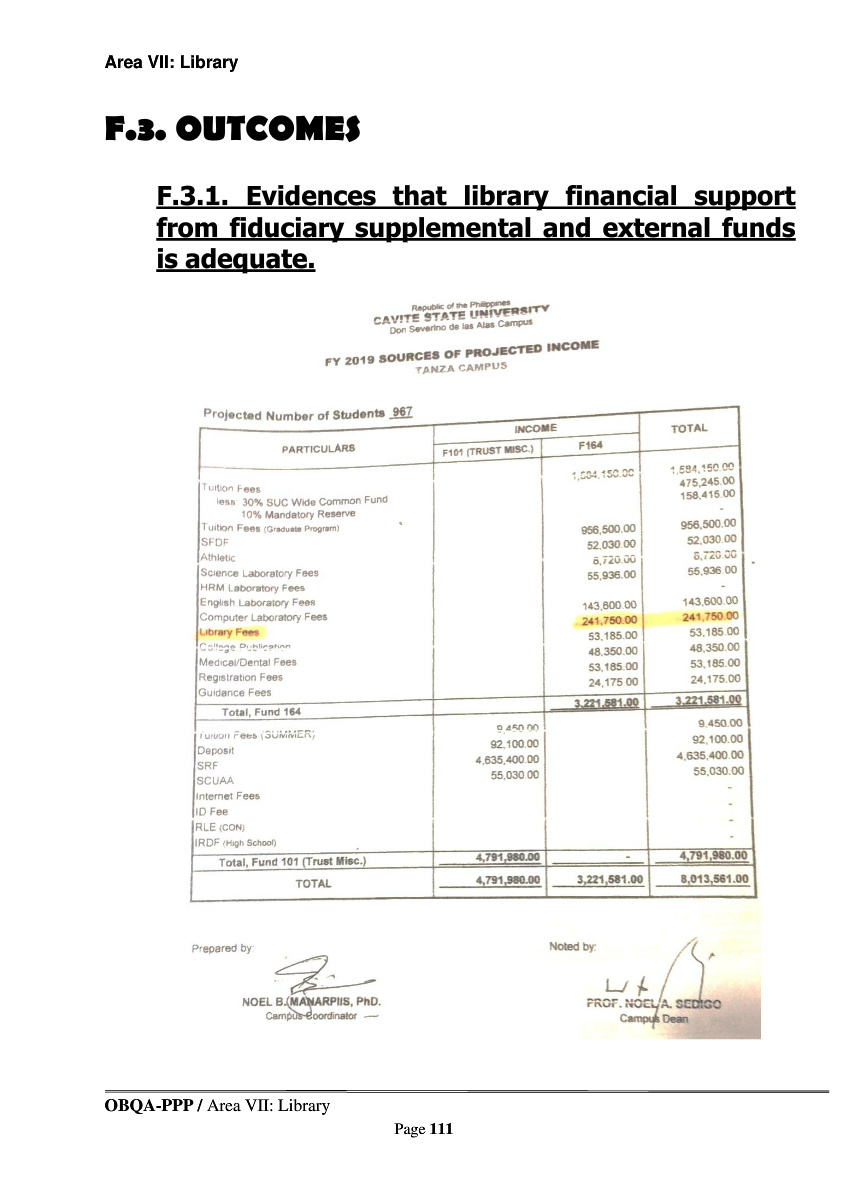 Area VII: Library
F.3. OUTCOMES
F.3.1. Evidences that library financial support
from fiduciary supplemental and external funds
is adequate.
Republic of the Philippines
CAVITE STATE UNIVERSITY
Don Severino de las Alas Campus
FY 2019 SOURCES OF PROJECTED INCOME
TANZA CAMPUS
Projected Number of Students 967
PARTICULARS INCOME TOTAL
F101 (TRUST MISC.) F164
Tuition Fees 1,584,150.00 1,584,150.00
less: 30% SUC Wide Common Fund 475,245.00
10% Mandatory Reserve 158,415.00
Tuition Fees (Graduate Program) -
SFDF 956,500.00 956,500.00
Athletic 52,030.00 52,030.00
Science Laboratory Fees 8,720.00 8,720.00
HRM Laboratory Fees 55,936.00 55,936.00
English Laboratory Fees -
Computer Laboratory Fees 143,600.00 143,600.00
Library Fees 241,750.00 241,750.00
College Publication 53,185.00 53,185.00
Medical/Dental Fees 48,350.00 48,350.00
Registration Fees 53,185.00 53,185.00
Guidance Fees 24,175.00 24,175.00
Total, Fund 164 3,221,581.00 3,221,581.00
Tuition Fees (SUMMER) 9,450.00 9,450.00
Deposit 92,100.00 92,100.00
SRF 4,635,400.00 4,635,400.00
SCUAA 55,030.00 55,030.00
Internet Fees -
ID Fee -
RLE (CON) -
IRDF (High School) -
Total, Fund 101 (Trust Misc.) 4,791,980.00 - 4,791,980.00
TOTAL 4,791,980.00 3,221,581.00 8,013,561.00
Prepared by: Noted by:
NOEL B. MANARPIIS, PhD. PROF. NOEL A. SEDIGO
Campus Coordinator Campus Dean
OBQA-PPP / Area VII: Library
Page 111